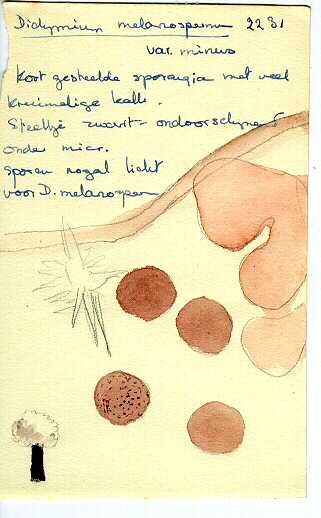 Didymium melanospermum 2231
var. minus
Kort gesteelde sporangia met veel
kruimelige kalk.
Steeltje zwart - ondoorschijnend
onder micr.
sporen nogal licht
voor D. melanosperm